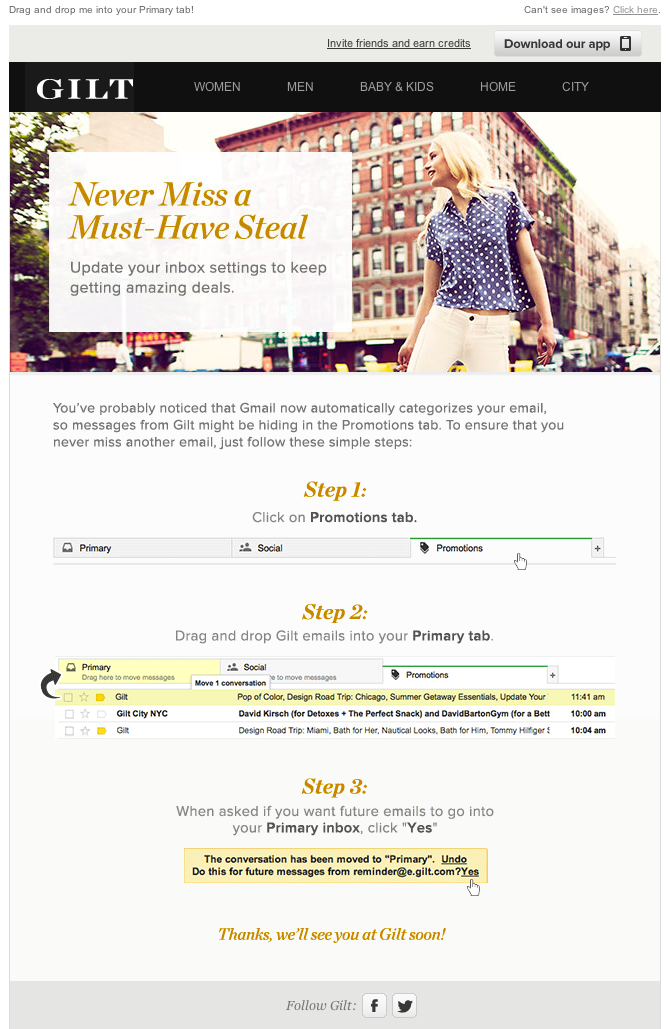 Drag and drop me into your Primary tab!
Can't see images? Click here.
Invite friends and earn credits
Download our app
GILT WOMEN MEN BABY & KIDS HOME CITY
Never Miss a
Must-Have Steal
Update your inbox settings to keep
getting amazing deals.
You've probably noticed that Gmail now automatically categorizes your email,
so messages from Gilt might be hiding in the Promotions tab. To ensure that you
never miss another email, just follow these simple steps:
Step 1:
Click on Promotions tab.
Primary Social Promotions +
Step 2:
Drag and drop Gilt emails into your Primary tab.
Primary Social Promotions +
Drag here to move messages
Move 1 conversation
e to move messages
Gilt Pop of Color, Design Road Trip: Chicago, Summer Getaway Essentials, Update Your 11:41 am
Gilt City NYC David Kirsch (for Detoxes + The Perfect Snack) and DavidBartonGym (for a Bett 10:00 am
Gilt Design Road Trip: Miami, Bath for Her, Nautical Looks, Bath for Him, Tommy Hilfiger S 10:04 am
Step 3:
When asked if you want future emails to go into
your Primary inbox, click "Yes"
The conversation has been moved to "Primary". Undo
Do this for future messages from reminder@e.gilt.com?Yes
Thanks, we'll see you at Gilt soon!
Follow Gilt: